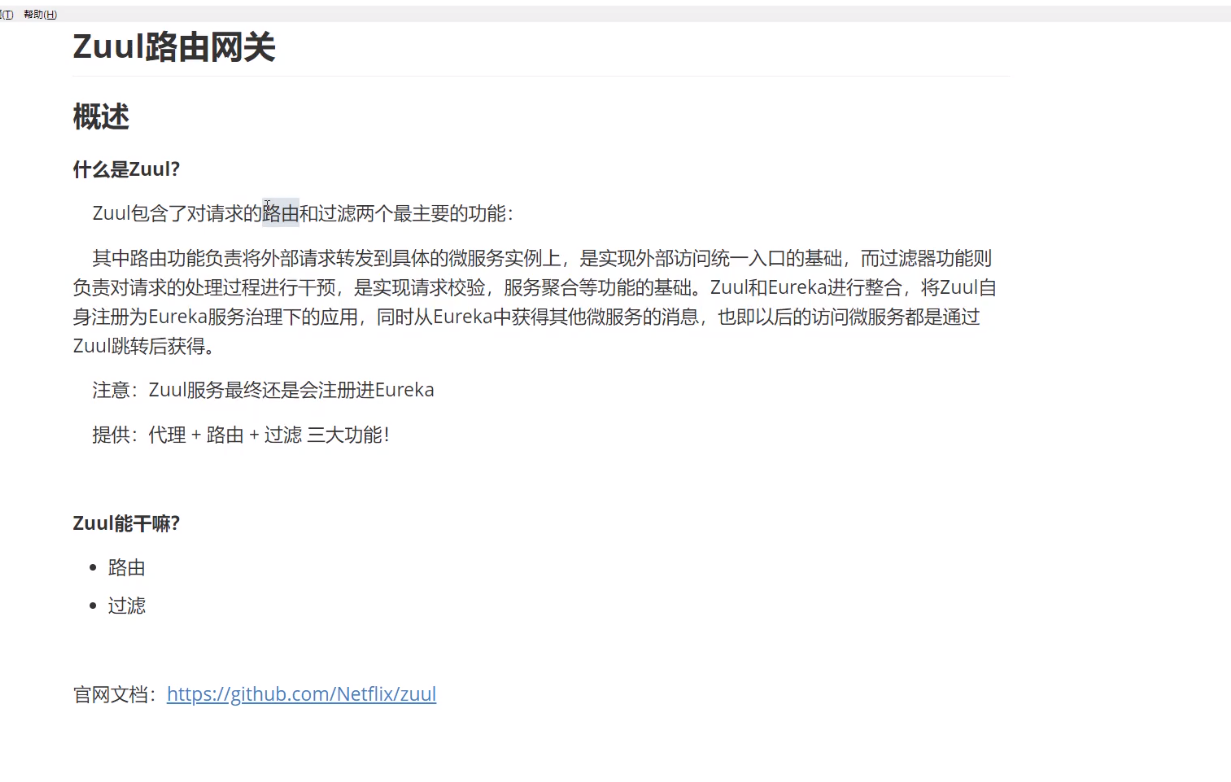 (T) 帮助(H)
Zuul路由网关
概述
什么是Zuul?
Zuul包含了对请求的路由和过滤两个最主要的功能：
其中路由功能负责将外部请求转发到具体的微服务实例上，是实现外部访问统一入口的基础，而过滤器功能则
负责对请求的处理过程进行干预，是实现请求校验，服务聚合等功能的基础。Zuul和Eureka进行整合，将Zuul自
身注册为Eureka服务治理下的应用，同时从Eureka中获得其他微服务的消息，也即以后的访问微服务都是通过
Zuul跳转后获得。
注意：Zuul服务最终还是会注册进Eureka
提供：代理 + 路由 + 过滤 三大功能！
Zuul能干嘛?
• 路由
• 过滤
官网文档：https://github.com/Netflix/zuul